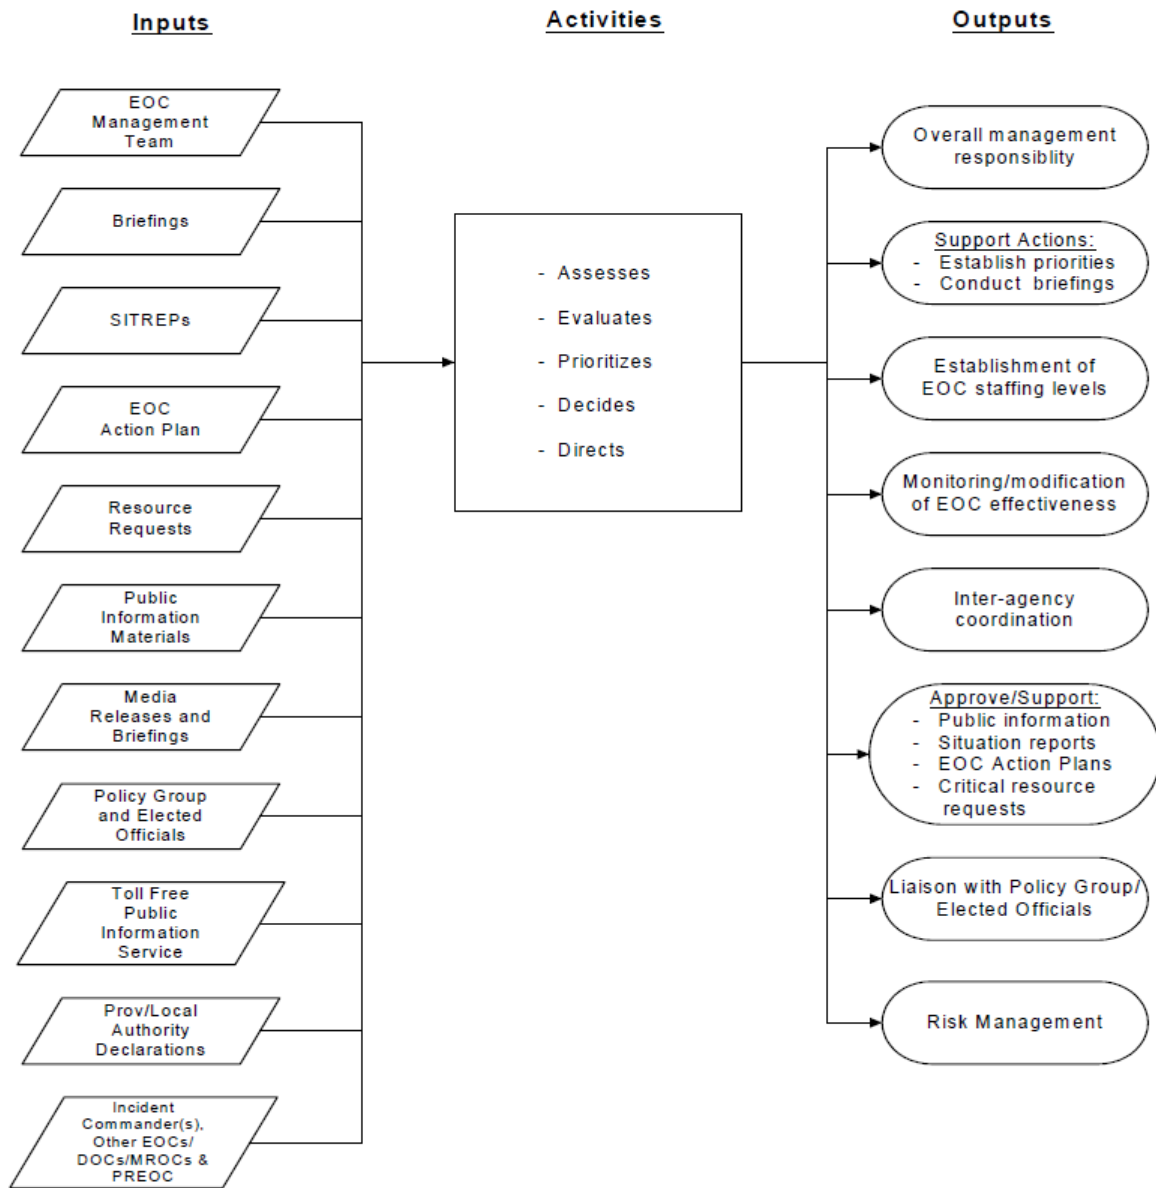 Inputs
Activities
Outputs
EOC
Management
Team
Briefings
SITREPs
EOC
Action Plan
Resource
Requests
Public
Information
Materials
Media
Releases and
Briefings
Policy Group
and Elected
Officials
Toll Free
Public
Information
Service
Prov/Local
Authority
Declarations
Incident
Commander(s),
Other EOCs/
DOCs/MROCs &
PREOC
- Assesses
- Evaluates
- Prioritizes
- Decides
- Directs
Overall management
responsiblity
Support Actions:
- Establish priorities
- Conduct briefings
Establishment of
EOC staffing levels
Monitoring/modification
of EOC effectiveness
Inter-agency
coordination
Approve/Support:
- Public information
- Situation reports
- EOC Action Plans
- Critical resource
requests
Liaison with Policy Group/
Elected Officials
Risk Management